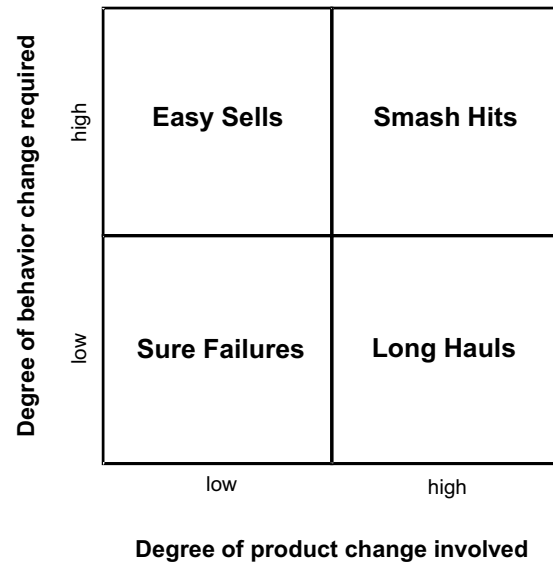 Degree of behavior change required
high
Easy Sells
Smash Hits
low
Sure Failures
Long Hauls
low
high
Degree of product change involved